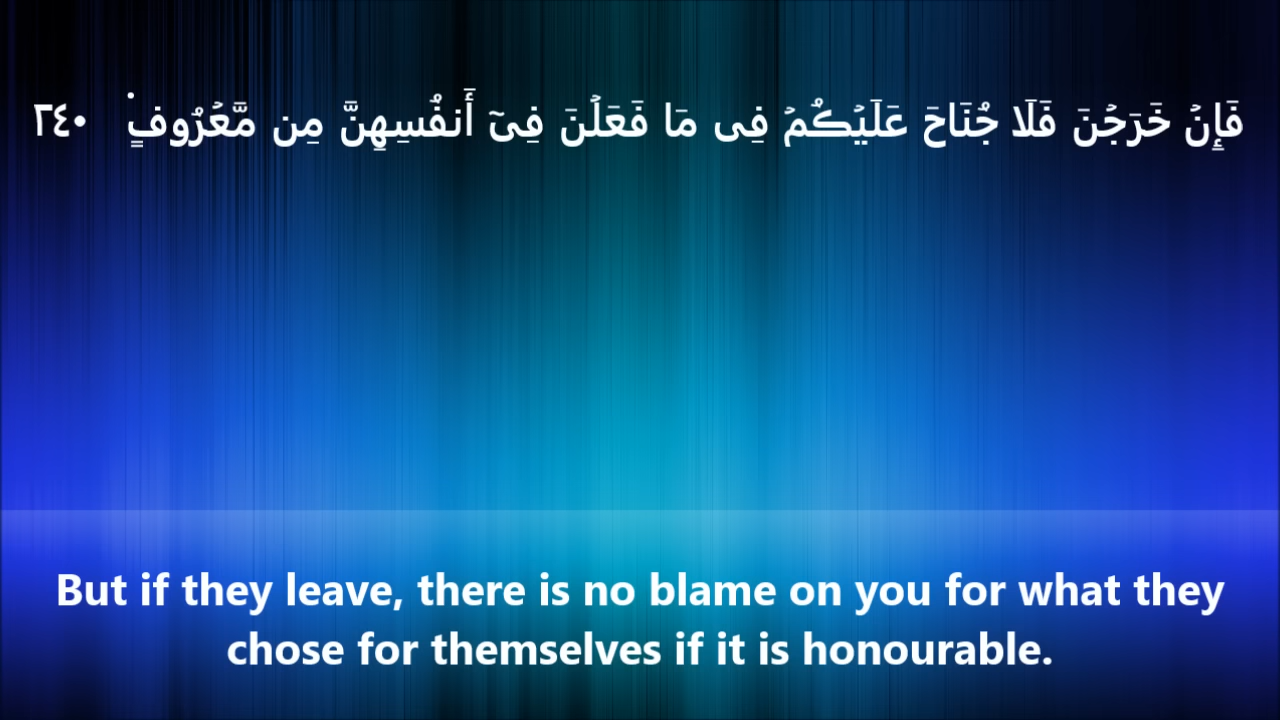 فَإِنْ خَرَجْنَ فَلَا جُنَاحَ عَلَيْكُمْ فِى مَا فَعَلْنَ فِىٓ أَنفُسِهِنَّ مِن مَّعْرُوفٍ ۬ ٢٤٠
But if they leave, there is no blame on you for what they
chose for themselves if it is honourable.